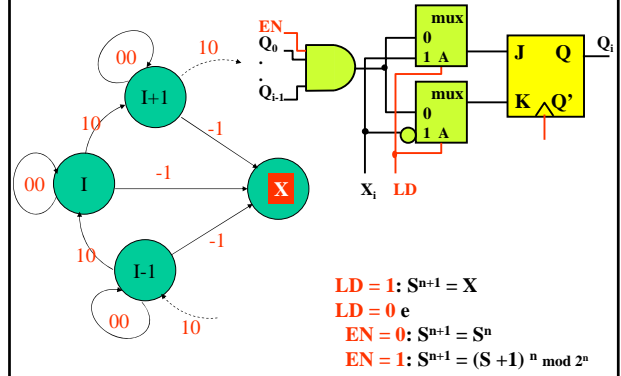 00
10
I+1
10
-1
00
I
-1
X
-1
10
I-1
00
10
EN
Q0
.
.
Qi-1
mux
0
1 A
mux
0
1 A
J Q
K Q’
Qi
Xi LD
LD = 1: Sⁿ⁺¹ = X
LD = 0 e
EN = 0: Sⁿ⁺¹ = Sⁿ
EN = 1: Sⁿ⁺¹ = (S +1) ⁿ mod 2ⁿ